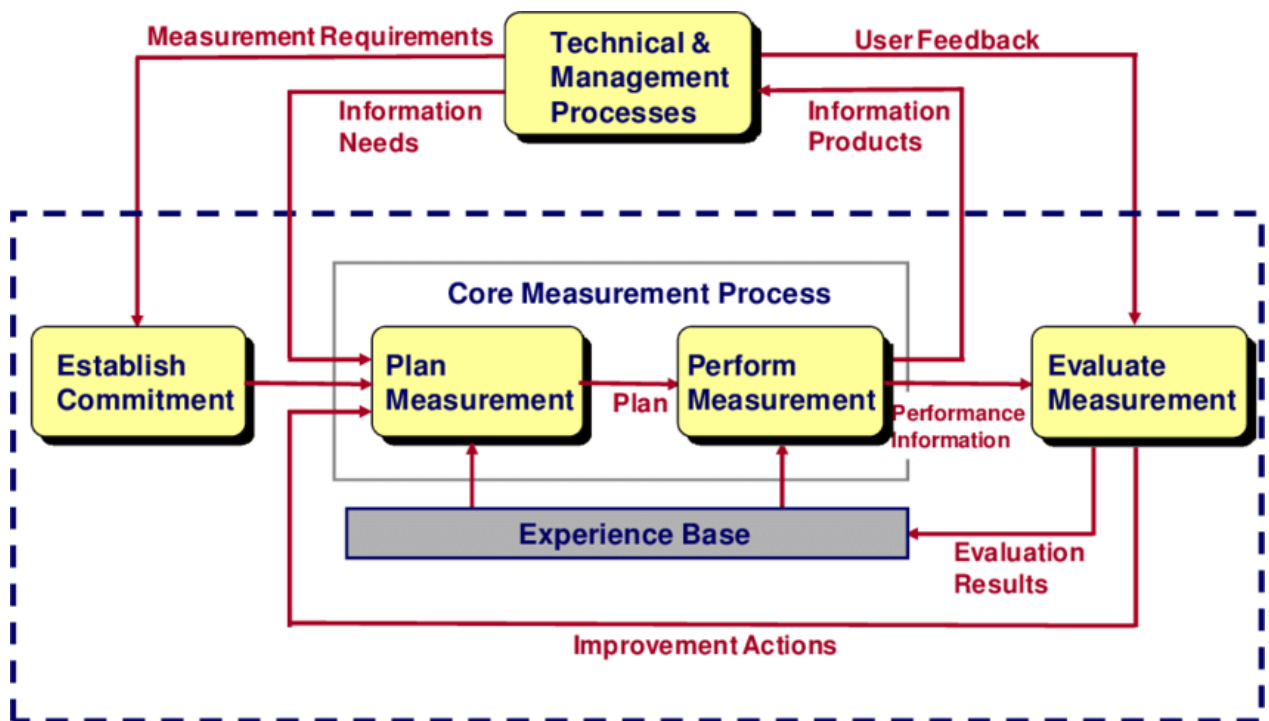 Measurement Requirements
Technical &
Management
Processes
User Feedback
Information
Needs
Information
Products
Core Measurement Process
Establish
Commitment
Plan
Measurement
Plan
Perform
Measurement
Performance
Information
Evaluate
Measurement
Experience Base
Evaluation
Results
Improvement Actions